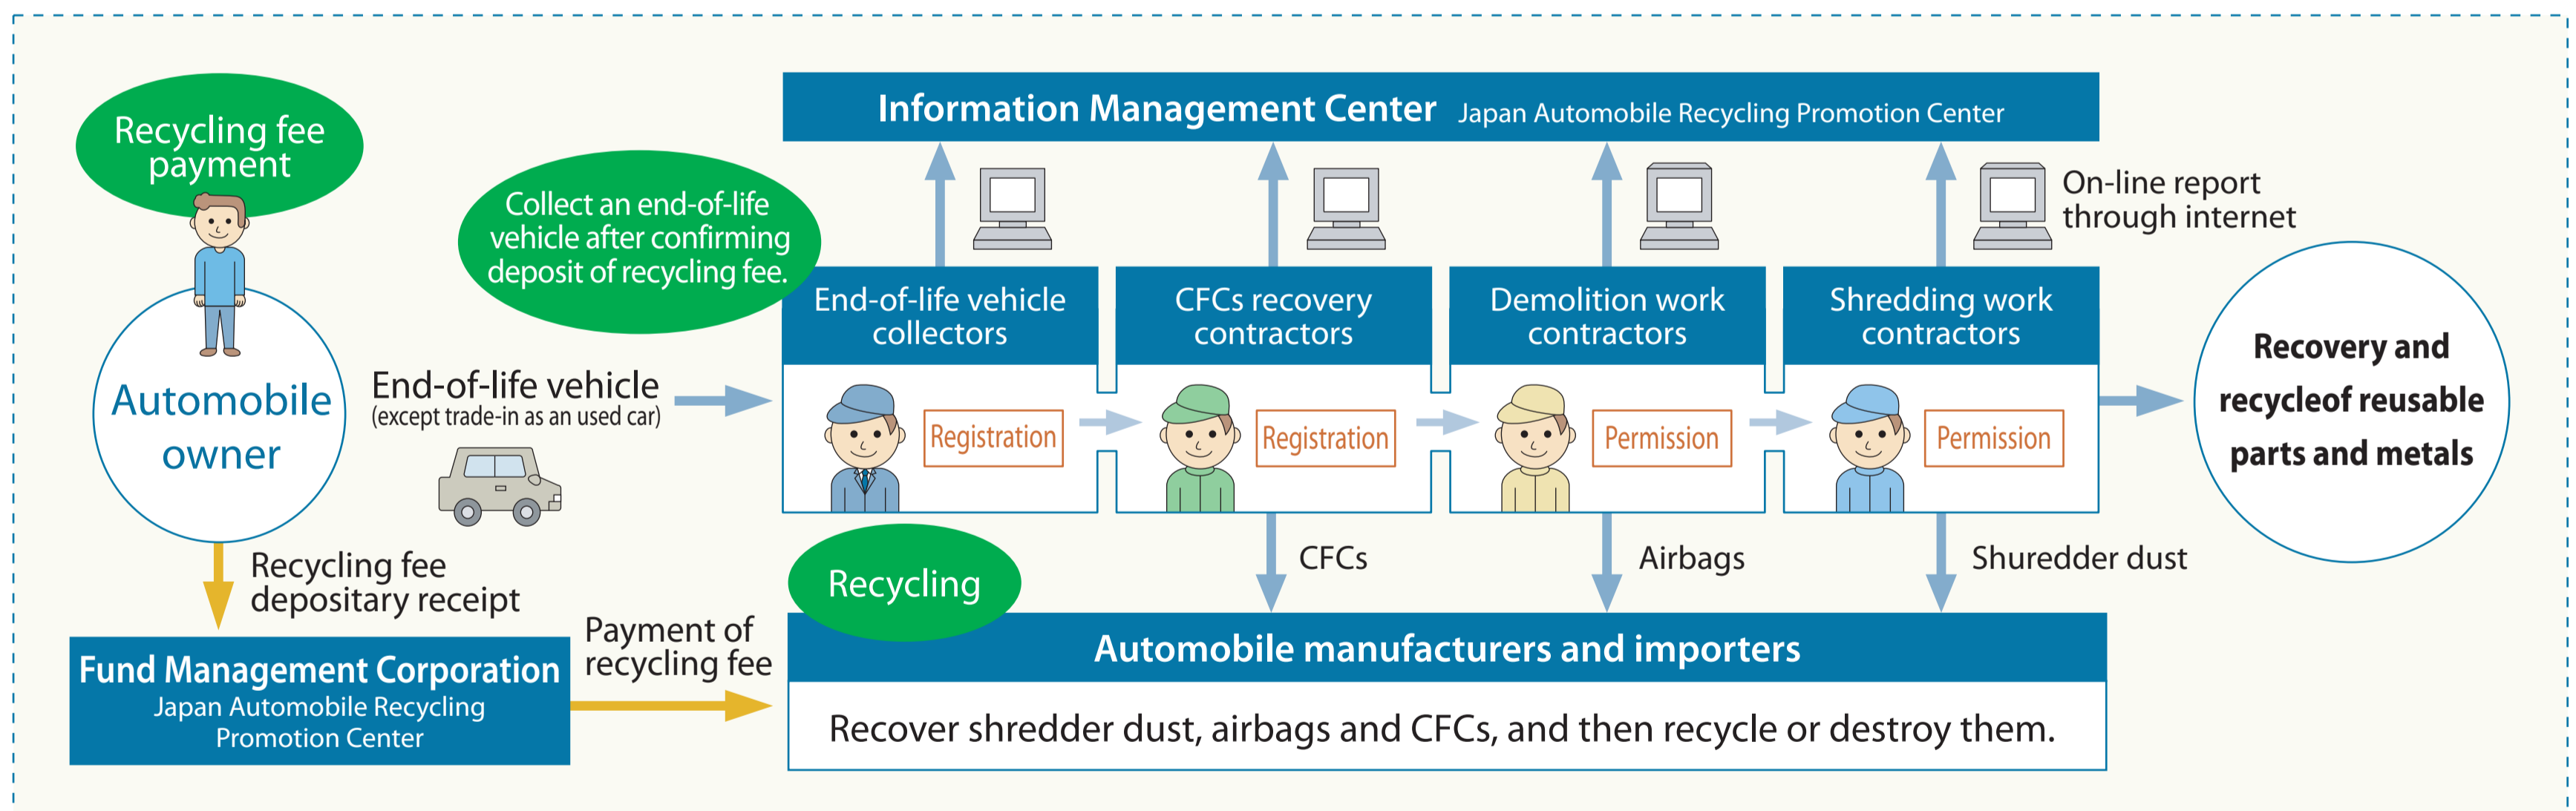 Recycling fee
payment
Automobile
owner
Recycling fee
depositary receipt
Fund Management Corporation
Japan Automobile Recycling
Promotion Center
Payment of
recycling fee
End-of-life vehicle
(except trade-in as an used car)
Collect an end-of-life
vehicle after confirming
deposit of recycling fee.
Information Management Center Japan Automobile Recycling Promotion Center
On-line report
through internet
End-of-life vehicle
collectors
Registration
CFCs recovery
contractors
Registration
Demolition work
contractors
Permission
Shredding work
contractors
Permission
Recovery and
recycleof reusable
parts and metals
CFCs
Airbags
Shuredder dust
Recycling
Automobile manufacturers and importers
Recover shredder dust, airbags and CFCs, and then recycle or destroy them.